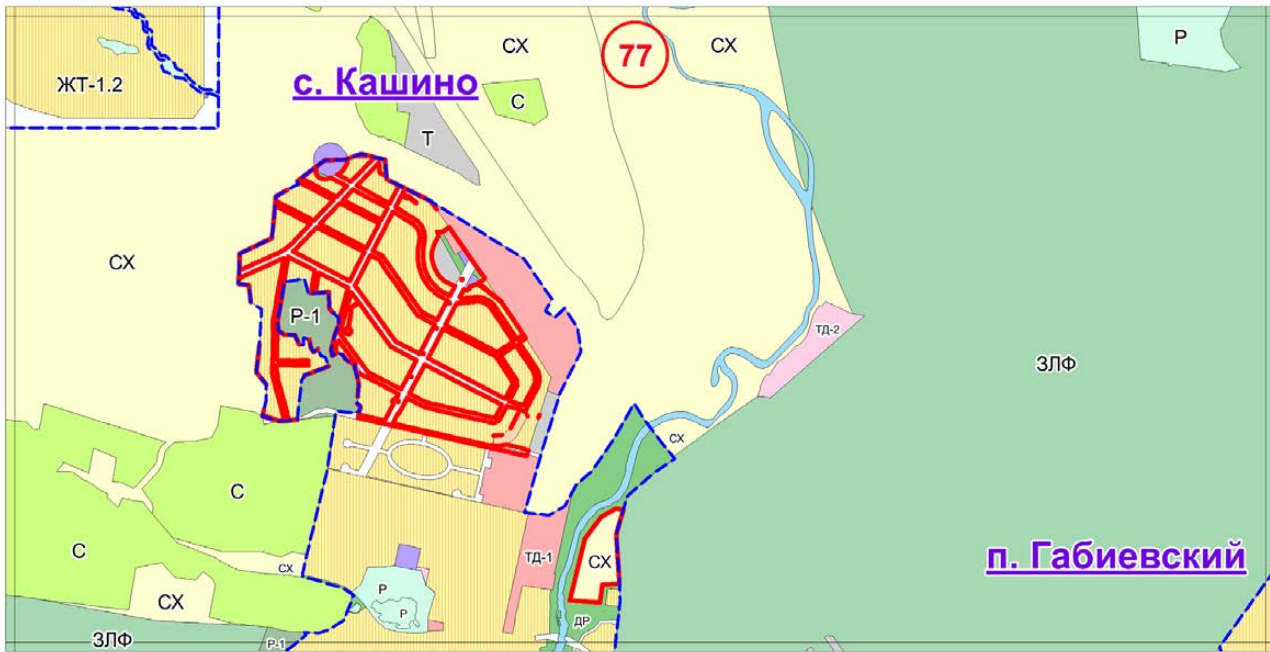 СХ
77
СХ
Р
ЖТ-1.2
с. Кашино
С
Т
СХ
Р-1
ТД-2
ЗЛФ
СХ
С
С
ТД-1
СХ
п. Габиевский
СХ
Р
СХ
Р
ДР
ЗЛФ
Р-1